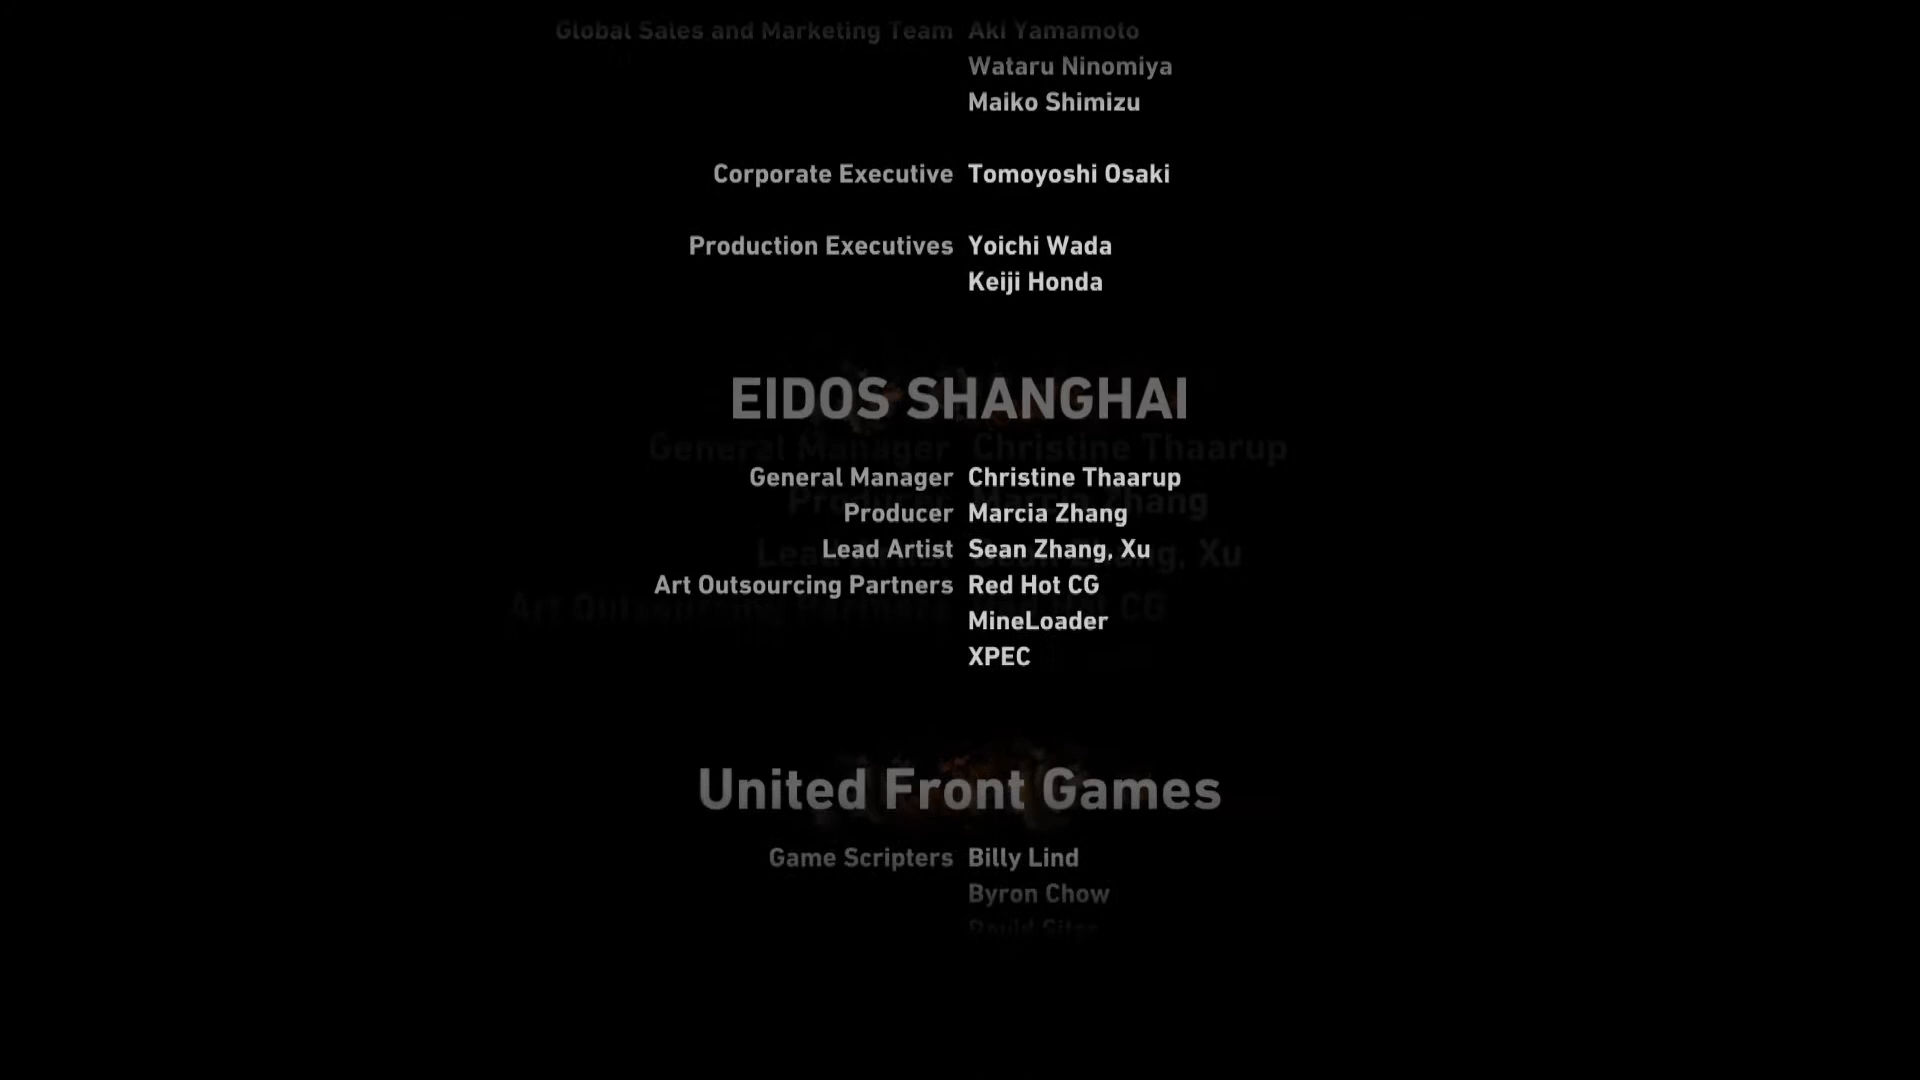 Global Sales and Marketing Team Aki Yamamoto
Wataru Ninomiya
Maiko Shimizu
Corporate Executive Tomoyoshi Osaki
Production Executives Yoichi Wada
Keiji Honda
EIDOS SHANGHAI
General Manager Christine Thaarup
Producer Marcia Zhang
Lead Artist Sean Zhang, Xu
Art Outsourcing Partners Red Hot CG
MineLoader
XPEC
United Front Games
Game Scripters Billy Lind
Byron Chow